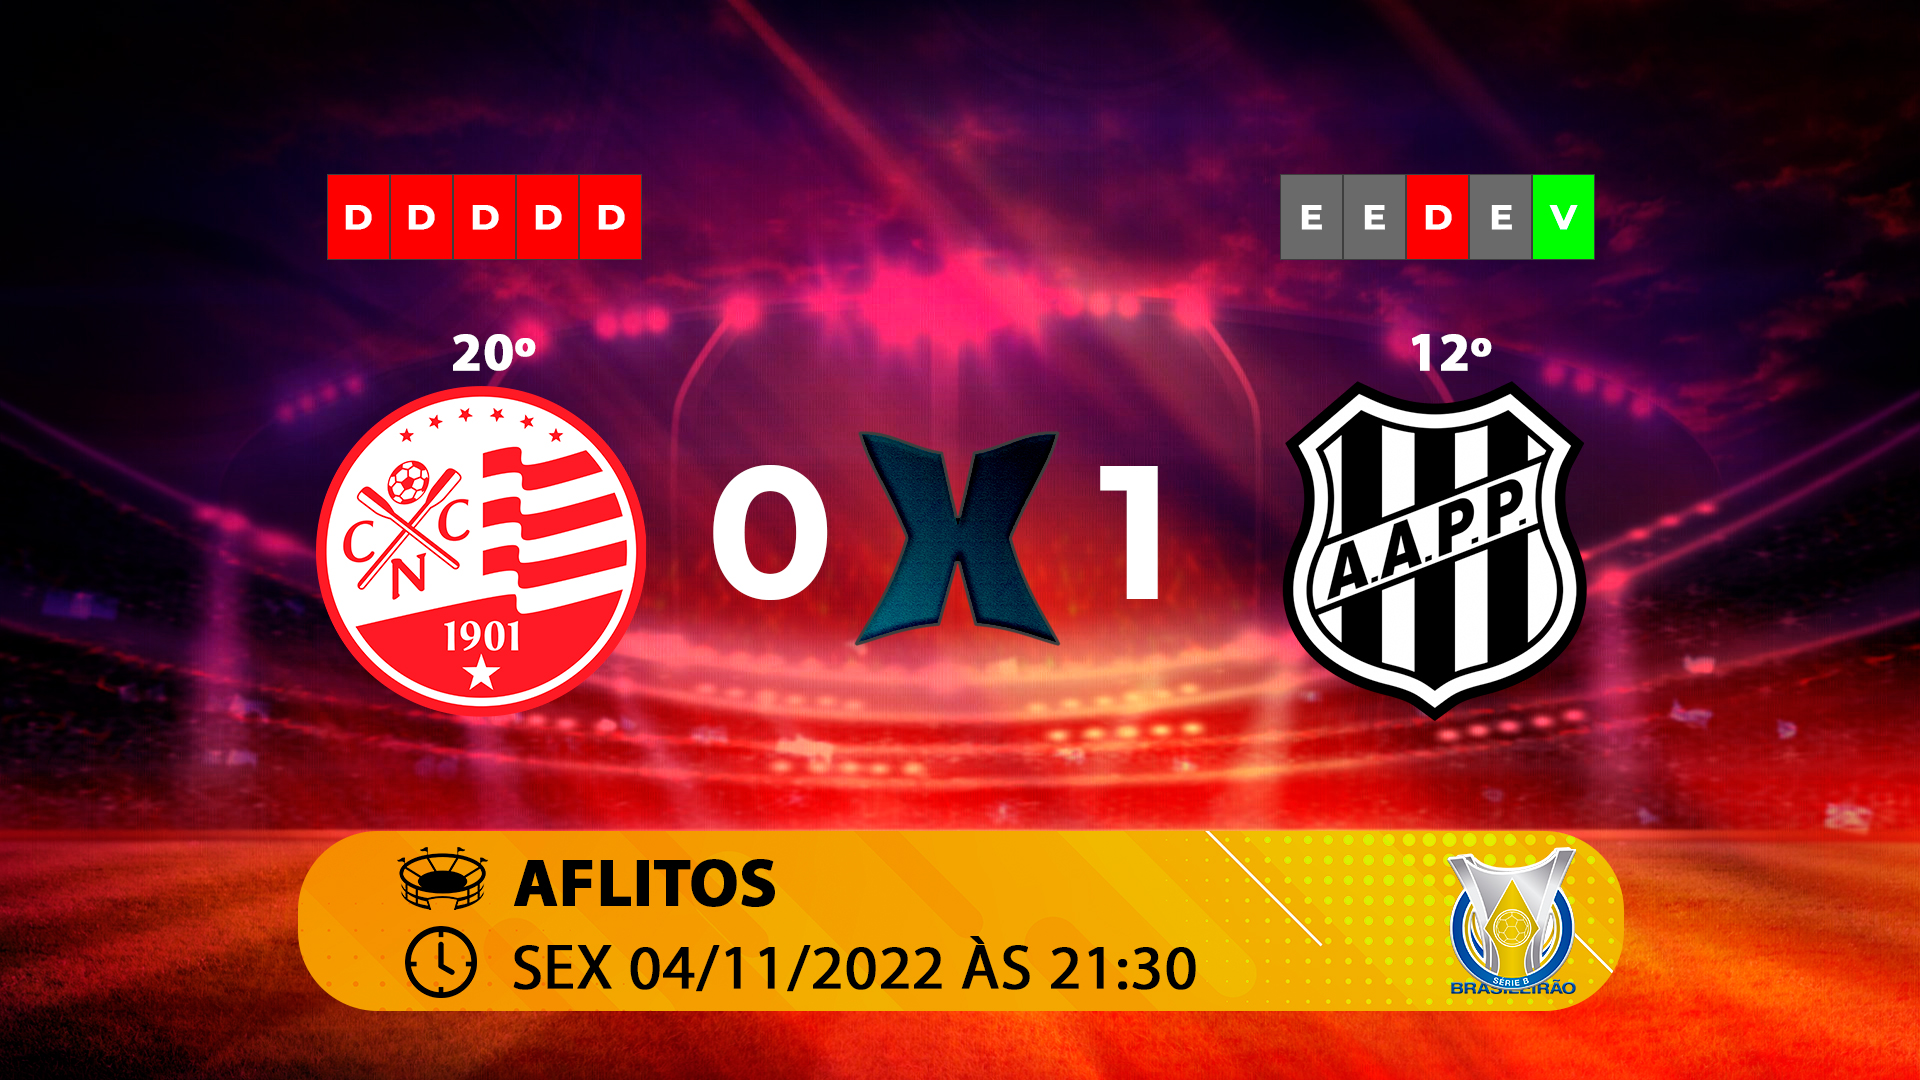 D D D D D
E E D E V
20º
12º
C C
N
1901
0 X 1
A.A.P.P.
AFLITOS
SEX 04/11/2022 ÀS 21:30
SÉRIE B
BRASILEIRÃO